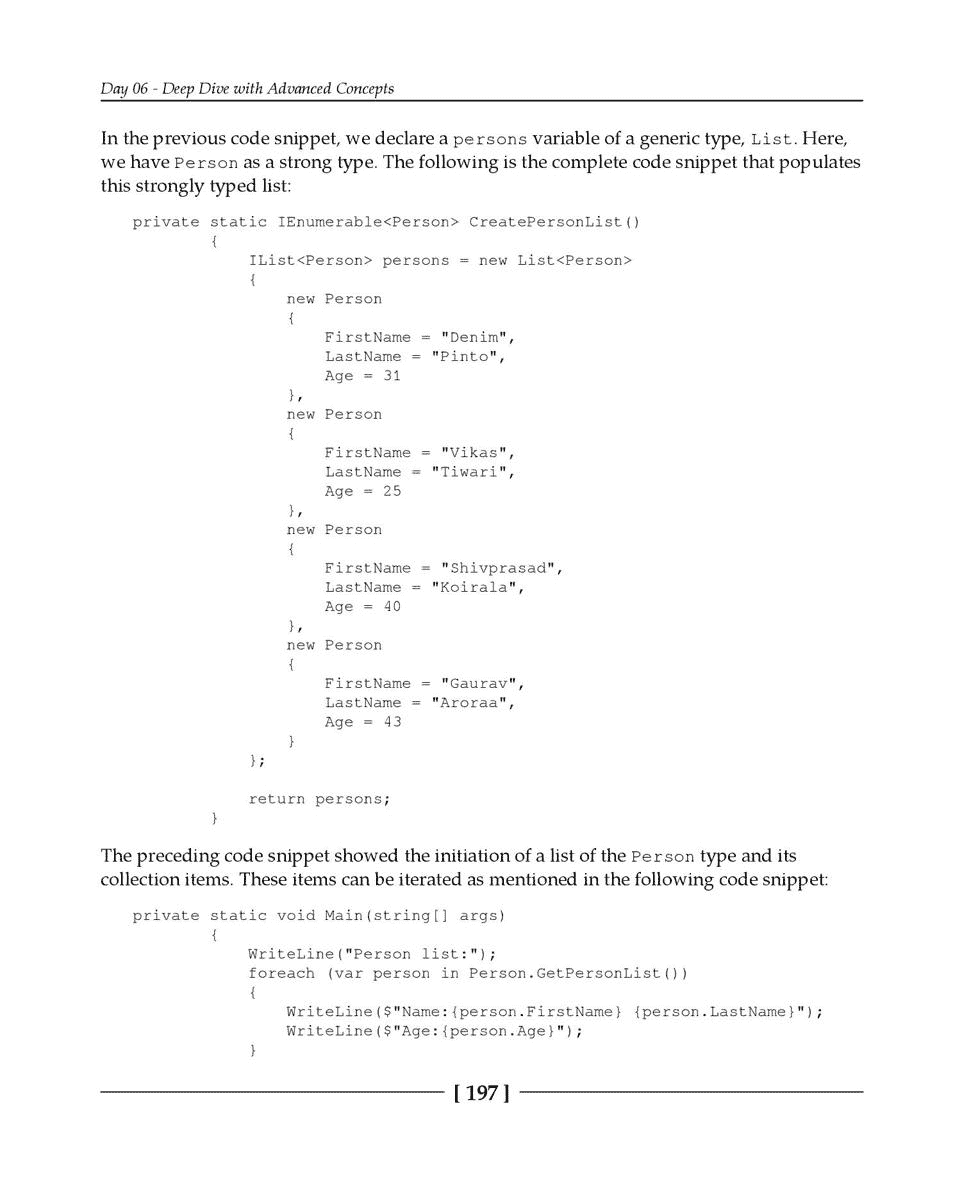 Day 06 - Deep Dive with Advanced Concepts
In the previous code snippet, we declare a persons variable of a generic type, List. Here,
we have Person as a strong type. The following is the complete code snippet that populates
this strongly typed list:
private static IEnumerable<Person> CreatePersonList()
{
IList<Person> persons = new List<Person>
{
new Person
{
FirstName = "Denim",
LastName = "Pinto",
Age = 31
},
new Person
{
FirstName = "Vikas",
LastName = "Tiwari",
Age = 25
},
new Person
{
FirstName = "Shivprasad",
LastName = "Koirala",
Age = 40
},
new Person
{
FirstName = "Gaurav",
LastName = "Aroraa",
Age = 43
}
};
return persons;
}
The preceding code snippet showed the initiation of a list of the Person type and its
collection items. These items can be iterated as mentioned in the following code snippet:
private static void Main(string[] args)
{
WriteLine("Person list:");
foreach (var person in Person.GetPersonList())
{
WriteLine($"Name:{person.FirstName} {person.LastName}");
WriteLine($"Age:{person.Age}");
}
[ 197 ]